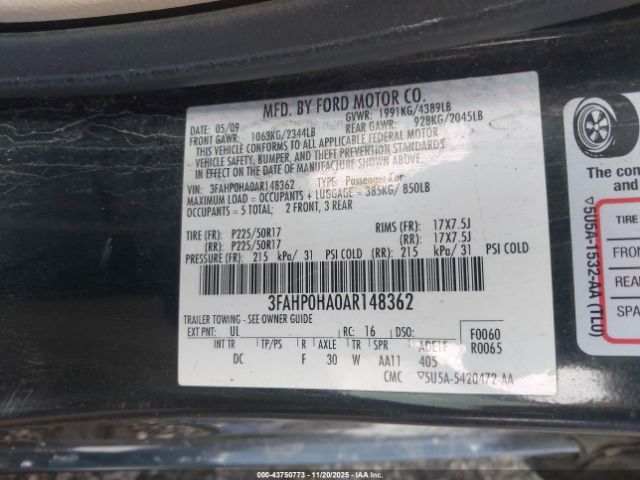 MFD. BY FORD MOTOR CO.
DATE: 05/09 GVWR: 1991KG/4389LB
FRONT GAWR: 1063KG/2344LB REAR GAWR: 928KG/2045LB
THIS VEHICLE CONFORMS TO ALL APPLICABLE FEDERAL MOTOR
VEHICLE SAFETY, BUMPER, AND THEFT PREVENTION STANDARDS
IN EFFECT ON THE DATE OF MANUFACTURE SHOWN ABOVE.
VIN: 3FAHP0HA0AR148362 TYPE: Passenger Car
MAXIMUM LOAD = OCCUPANTS + LUGGAGE = 385KG/ 850LB
OCCUPANTS = 5 TOTAL, 2 FRONT, 3 REAR
TIRE (FR): P225/50R17 RIMS (FR): 17X7.5J
(RR): P225/50R17 (RR): 17X7.5J
PRESSURE (FR): 215 kPa/ 31 PSI COLD (RR): 215 kPa/ 31 PSI COLD
3FAHP0HA0AR148362
TRAILER TOWING - SEE OWNER GUIDE
EXT PNT: UL RC: 16 DSO: F0060
INT TR TP/PS R AXLE TR SPR ADE1F R0065
DC F 30 W AA11 405
CMC ▽5U5A-5420472-AA
▽5U5A-1532-AA (TLU)
The com
a
TIRE
FRON
REAR
SPA
© 43750773 - 11/20/2025 - IAAHOLDINGS, LLC